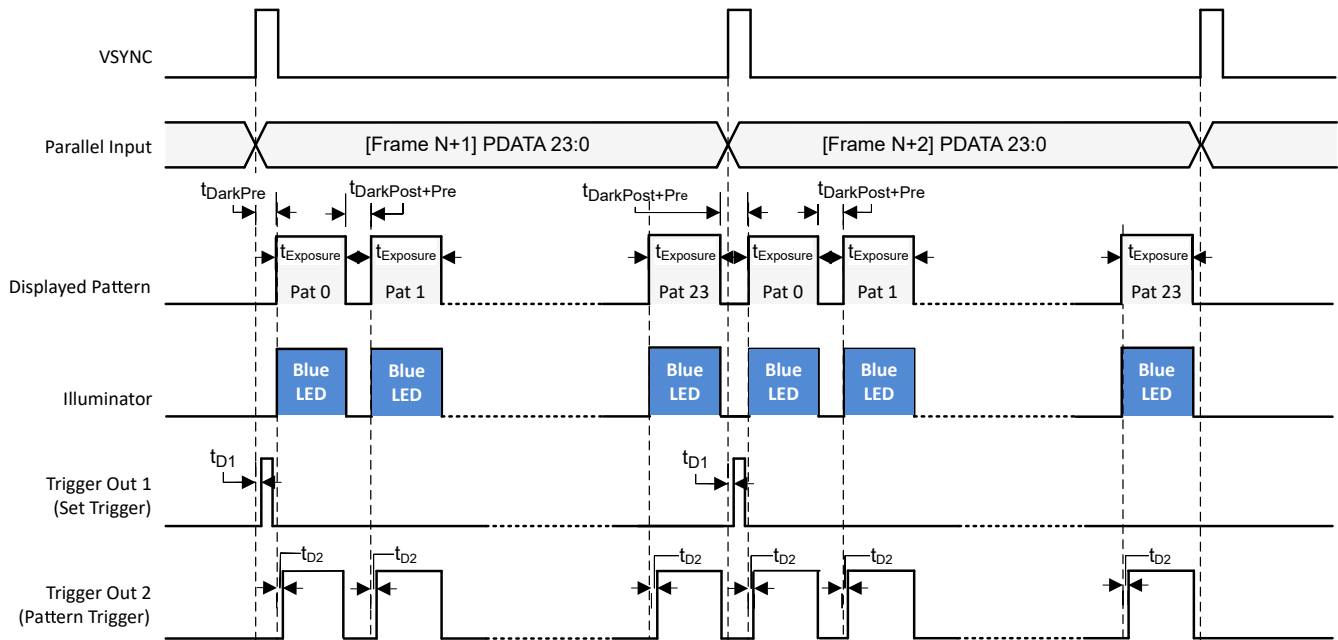 VSYNC
Parallel Input
[Frame N+1] PDATA 23:0
[Frame N+2] PDATA 23:0
tDarkPre
tDarkPost+Pre
tDarkPost+Pre
tDarkPost+Pre
Displayed Pattern
tExposure
Pat 0
tExposure
Pat 1
tExposure
Pat 23
tExposure
Pat 0
tExposure
Pat 1
tExposure
Pat 23
Illuminator
Blue
LED
Blue
LED
Blue
LED
Blue
LED
Blue
LED
Blue
LED
Trigger Out 1
(Set Trigger)
tD1
tD1
Trigger Out 2
(Pattern Trigger)
tD2
tD2
tD2
tD2
tD2
tD2